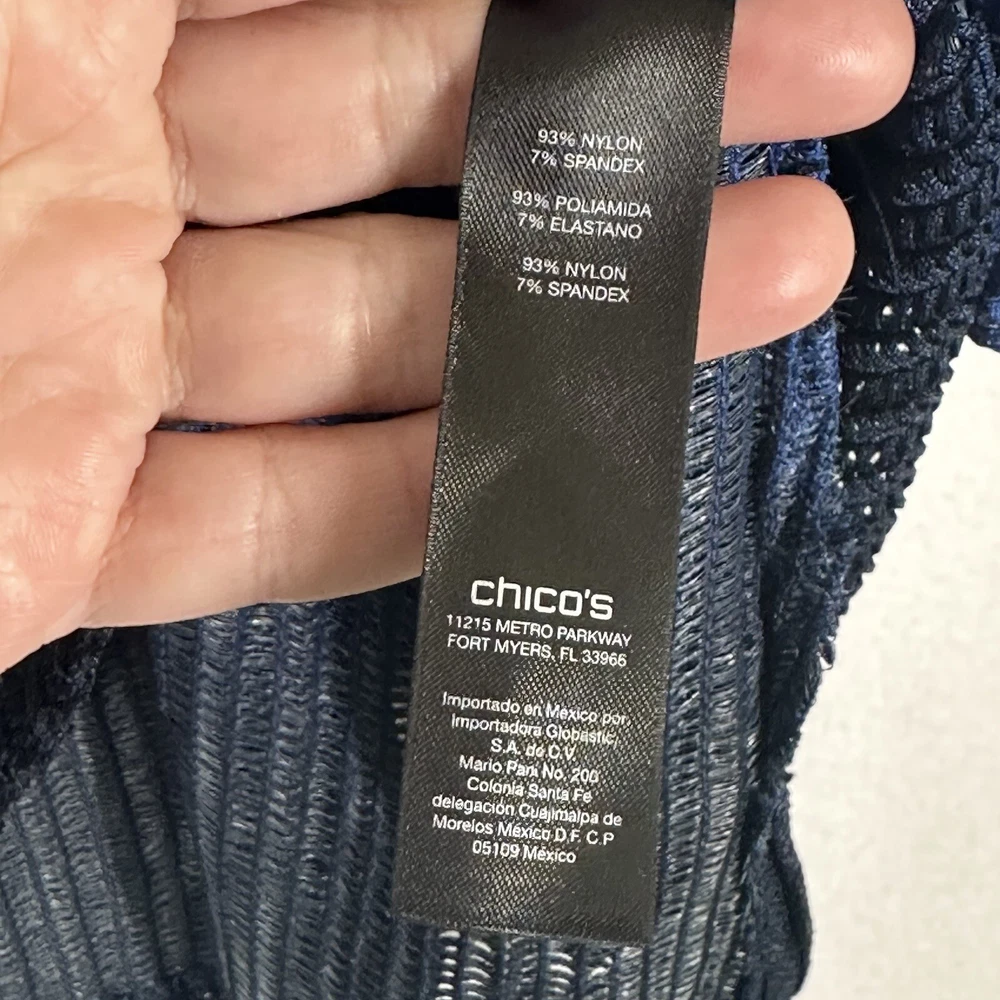 93% NYLON
7% SPANDEX
93% POLIAMIDA
7% ELASTANO
93% NYLON
7% SPANDEX
chico's
11215 METRO PARKWAY
FORT MYERS, FL 33966
Importado en México por:
Importadora Globastic,
S.A. de C.V.
Mario Pani No. 200
Colonia Santa Fe
delegación Cuajimalpa de
Morelos México D.F. C.P
05109 México